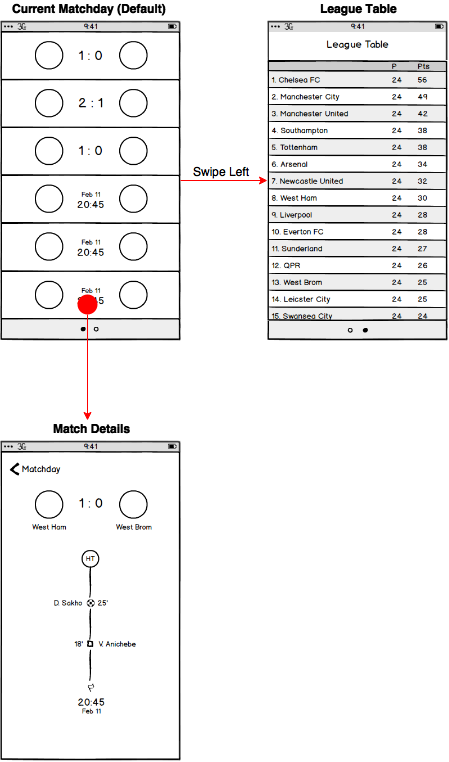 Current Matchday (Default)
3G 9:41
1 : 0
2 : 1
1 : 0
Feb 11
20:45
Feb 11
20:45
Feb 11
Swipe Left
League Table
3G 9:41
League Table
P Pts
1. Chelsea FC 24 56
2. Manchester City 24 49
3. Manchester United 24 42
4. Southampton 24 38
5. Tottenham 24 38
6. Arsenal 24 34
7. Newcastle United 24 32
8. West Ham 24 30
9. Liverpool 24 28
10. Everton FC 24 28
11. Sunderland 24 27
12. QPR 24 26
13. West Brom 24 25
14. Leicster City 24 25
15. Swansea City 24 24
Match Details
3G 9:41
Matchday
1 : 0
West Ham West Brom
HT
D. Sakho 25'
18' V. Anichebe
20:45
Feb 11